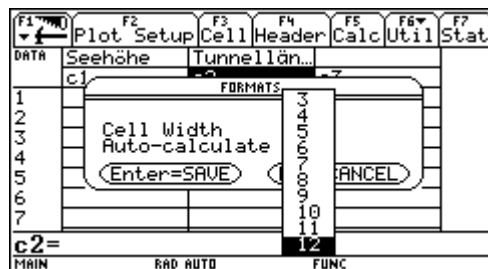 F1 F2 F3 F4 F5 F6 F7
Plot Setup Cell Header Calc Util Stat
DATA Seehöhe Tunnellän...
c1
FORMATS
1
2
3
4
5
6
7
Cell Width
Auto-calculate
Enter=SAVE ANCEL
3
4
5
6
7
8
9
10
11
12
c2=
MAIN RAD AUTO FUNC